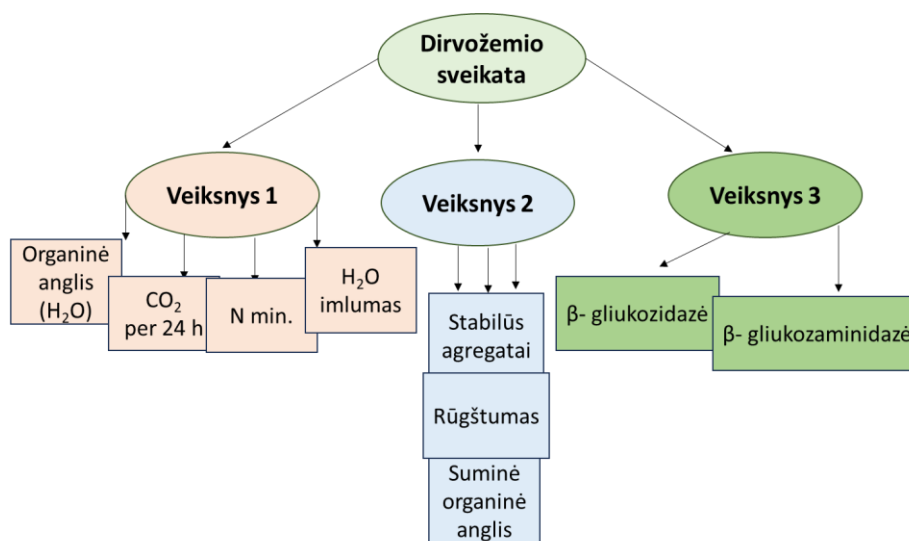 Dirvožemio
sveikata
Veiksnys 1
Veiksnys 2
Veiksnys 3
Organinė
anglis
(H₂O)
CO₂
per 24 h
N min.
H₂O
imlumas
Stabilūs
agregatai
Rūgštumas
Suminė
organinė
anglis
β- gliukozidazė
β- gliukozaminidazė